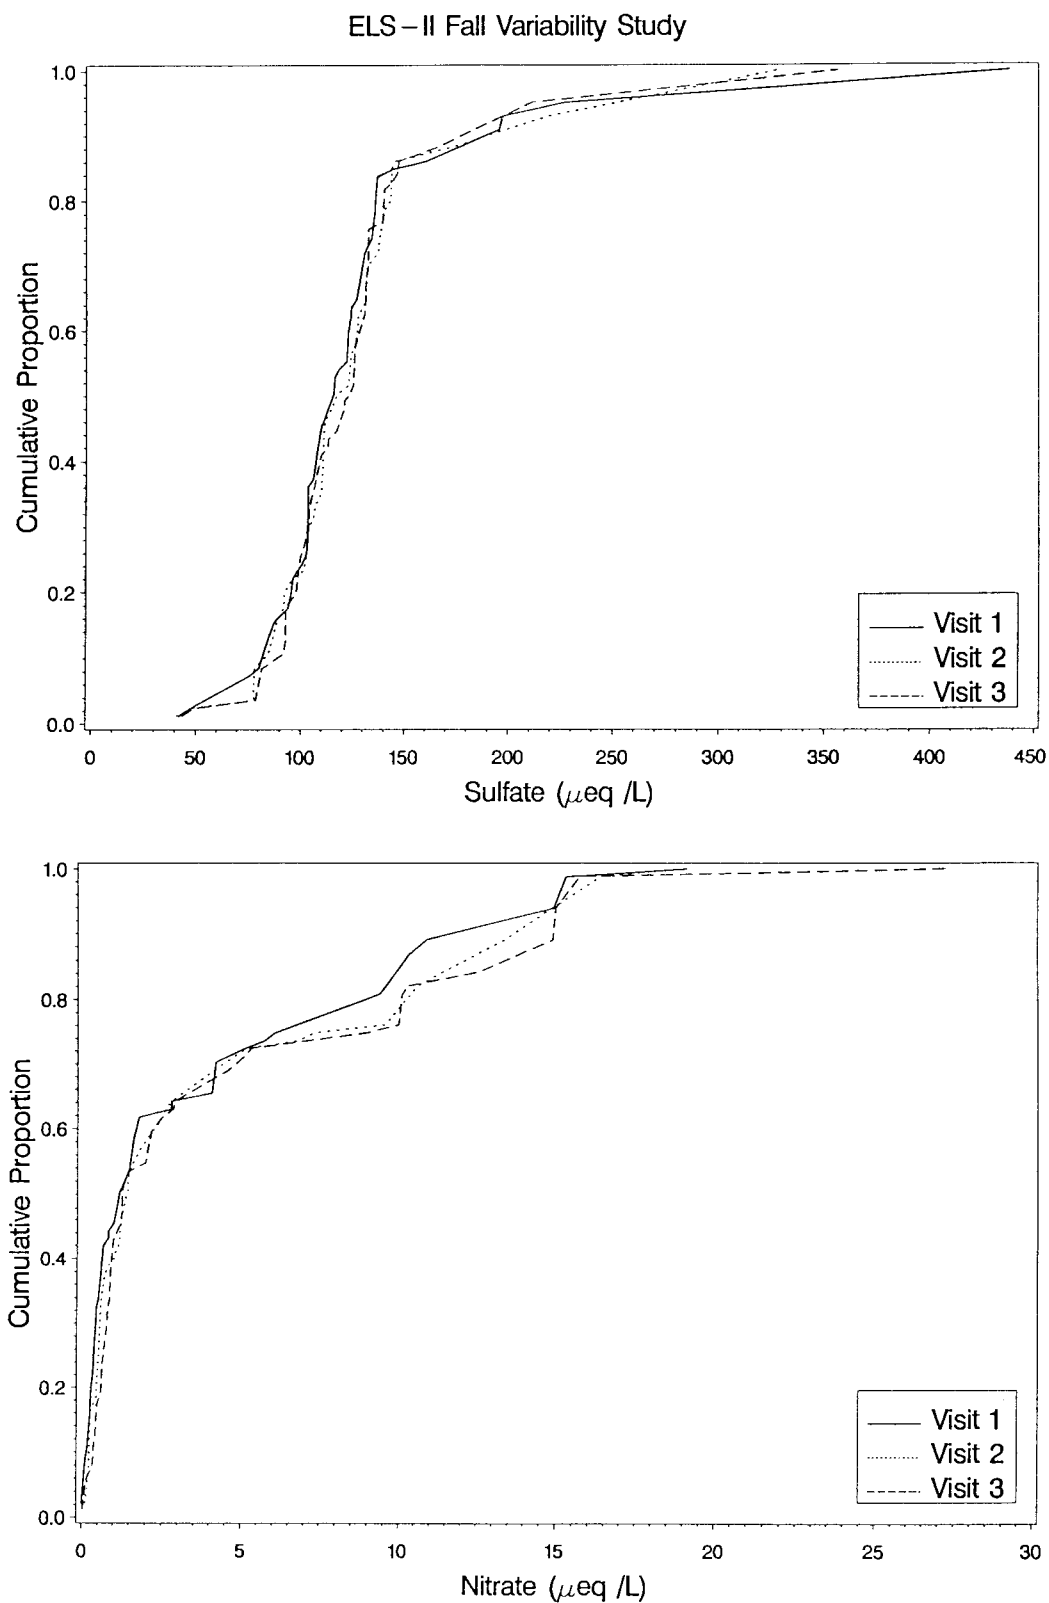 ELS–II Fall Variability Study
1.0
0.8
0.6
0.4
0.2
0.0
Cumulative Proportion
Visit 1
Visit 2
Visit 3
0 50 100 150 200 250 300 350 400 450
Sulfate (μeq /L)
1.0
0.8
0.6
0.4
0.2
0.0
Cumulative Proportion
Visit 1
Visit 2
Visit 3
0 5 10 15 20 25 30
Nitrate (μeq /L)